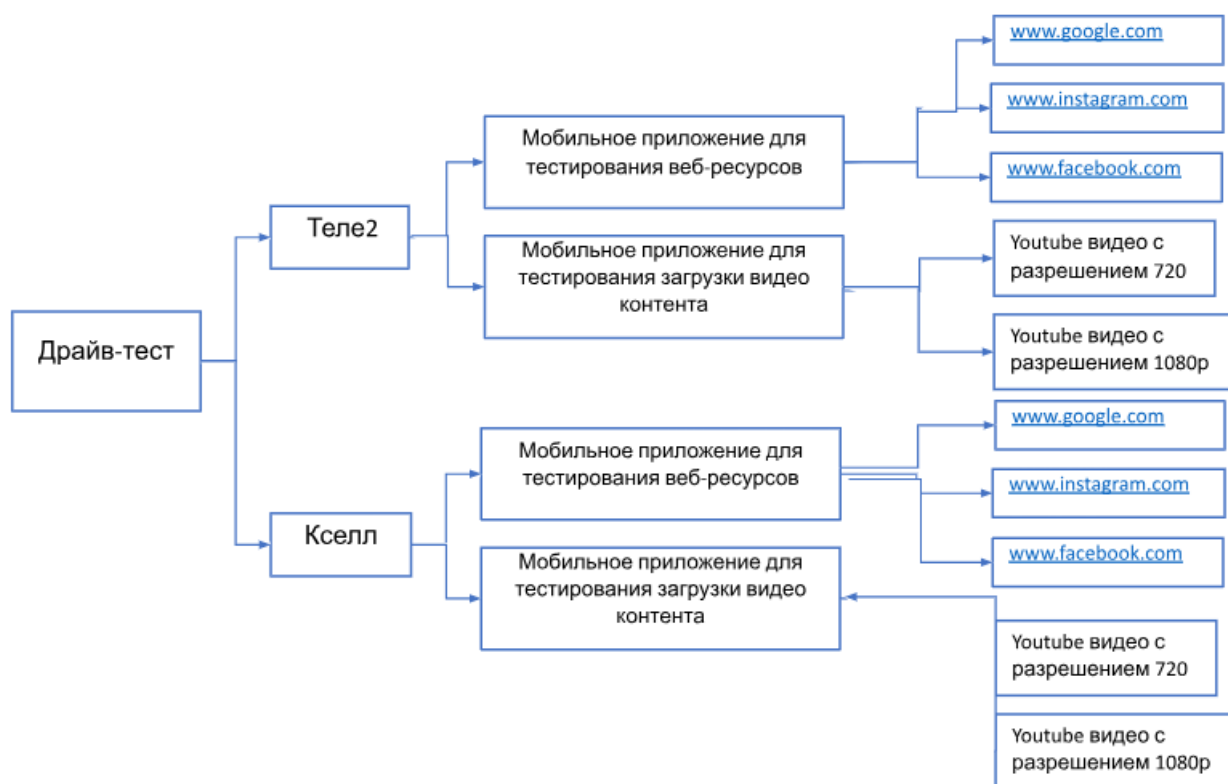 www.google.com
www.instagram.com
Мобильное приложение для
тестирования веб-ресурсов
www.facebook.com
Теле2
Мобильное приложение для
тестирования загрузки видео
контента
Youtube видео с
разрешением 720
Драйв-тест
Youtube видео с
разрешением 1080р
www.google.com
Мобильное приложение для
тестирования веб-ресурсов
www.instagram.com
Кселл
www.facebook.com
Мобильное приложение для
тестирования загрузки видео
контента
Youtube видео с
разрешением 720
Youtube видео с
разрешением 1080р